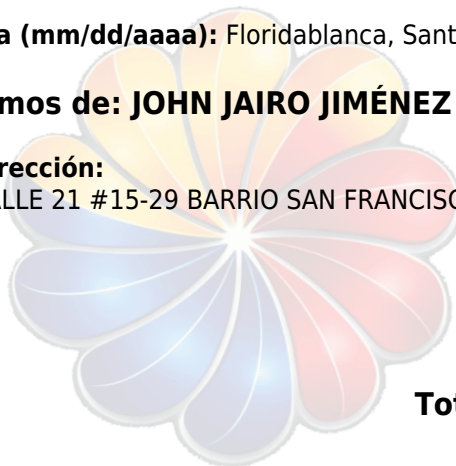 a (mm/dd/aaaa): Floridablanca, Sant
mos de: JOHN JAIRO JIMÉNEZ
rección:
ALLE 21 #15-29 BARRIO SAN FRANCISC
Tot